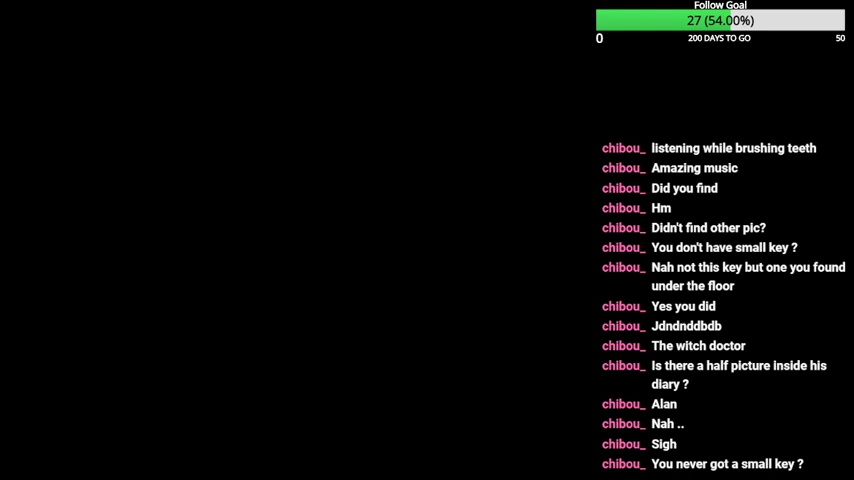 Follow Goal
27 (54.00%)
0 200 DAYS TO GO 50
chibou_ listening while brushing teeth
chibou_ Amazing music
chibou_ Did you find
chibou_ Hm
chibou_ Didn't find other pic?
chibou_ You don't have small key ?
chibou_ Nah not this key but one you found
under the floor
chibou_ Yes you did
chibou_ Jdndnddbdb
chibou_ The witch doctor
chibou_ Is there a half picture inside his
diary ?
chibou_ Alan
chibou_ Nah ..
chibou_ Sigh
chibou_ You never got a small key ?